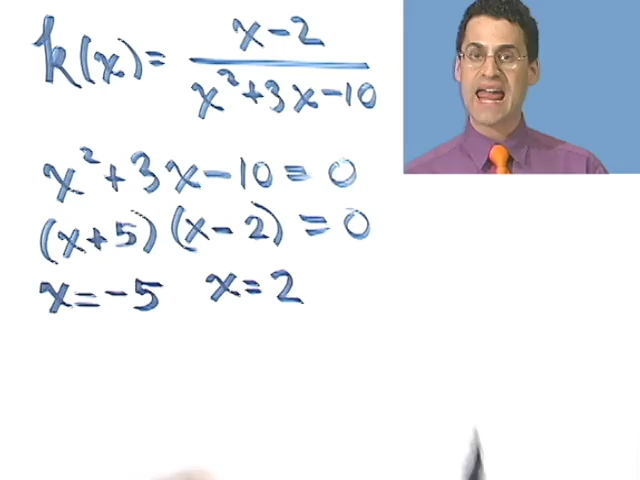 k(x) = x-2 / x²+3x-10
x²+3x-10 = 0
(x+5)(x-2) = 0
x=-5 x=2